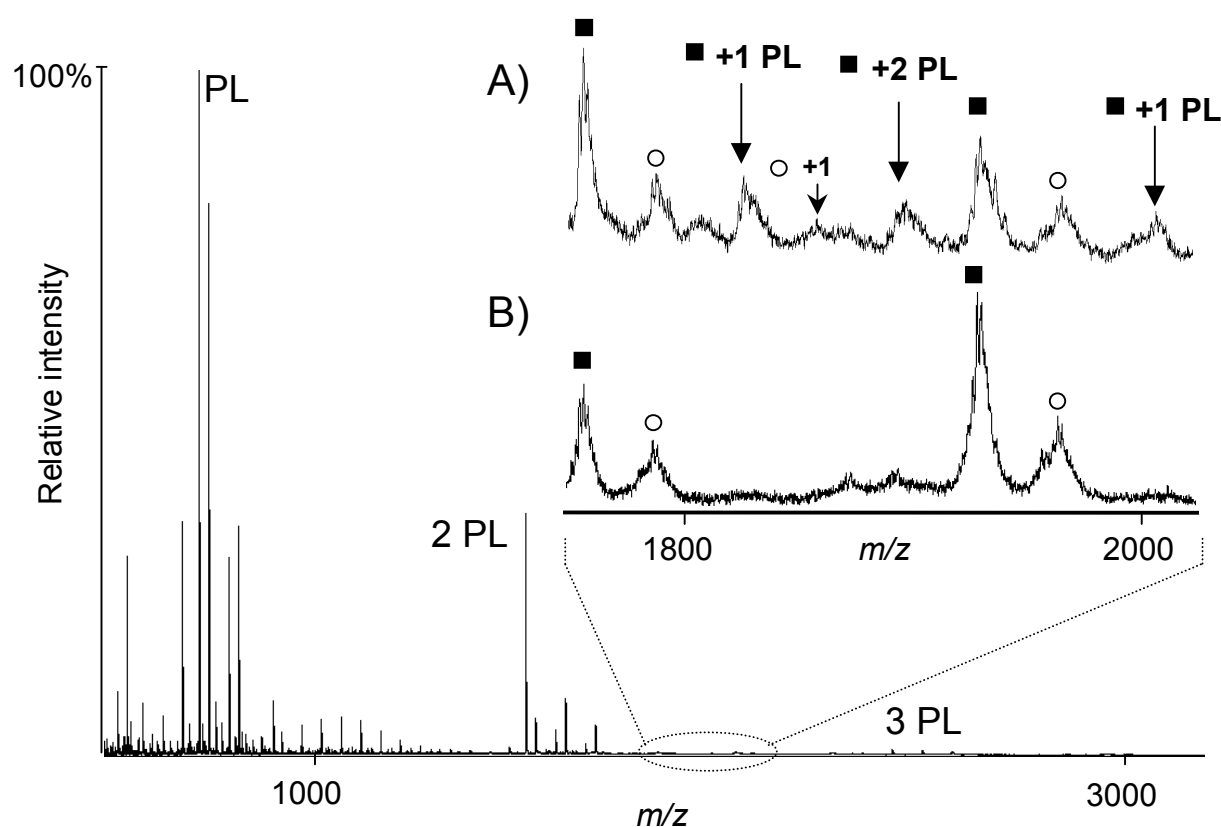 100%
PL
A)
■ +1 PL
■ +2 PL
■ +1 PL
+1
B)
Relative intensity
2 PL
1800
m/z
2000
3 PL
1000
m/z
3000